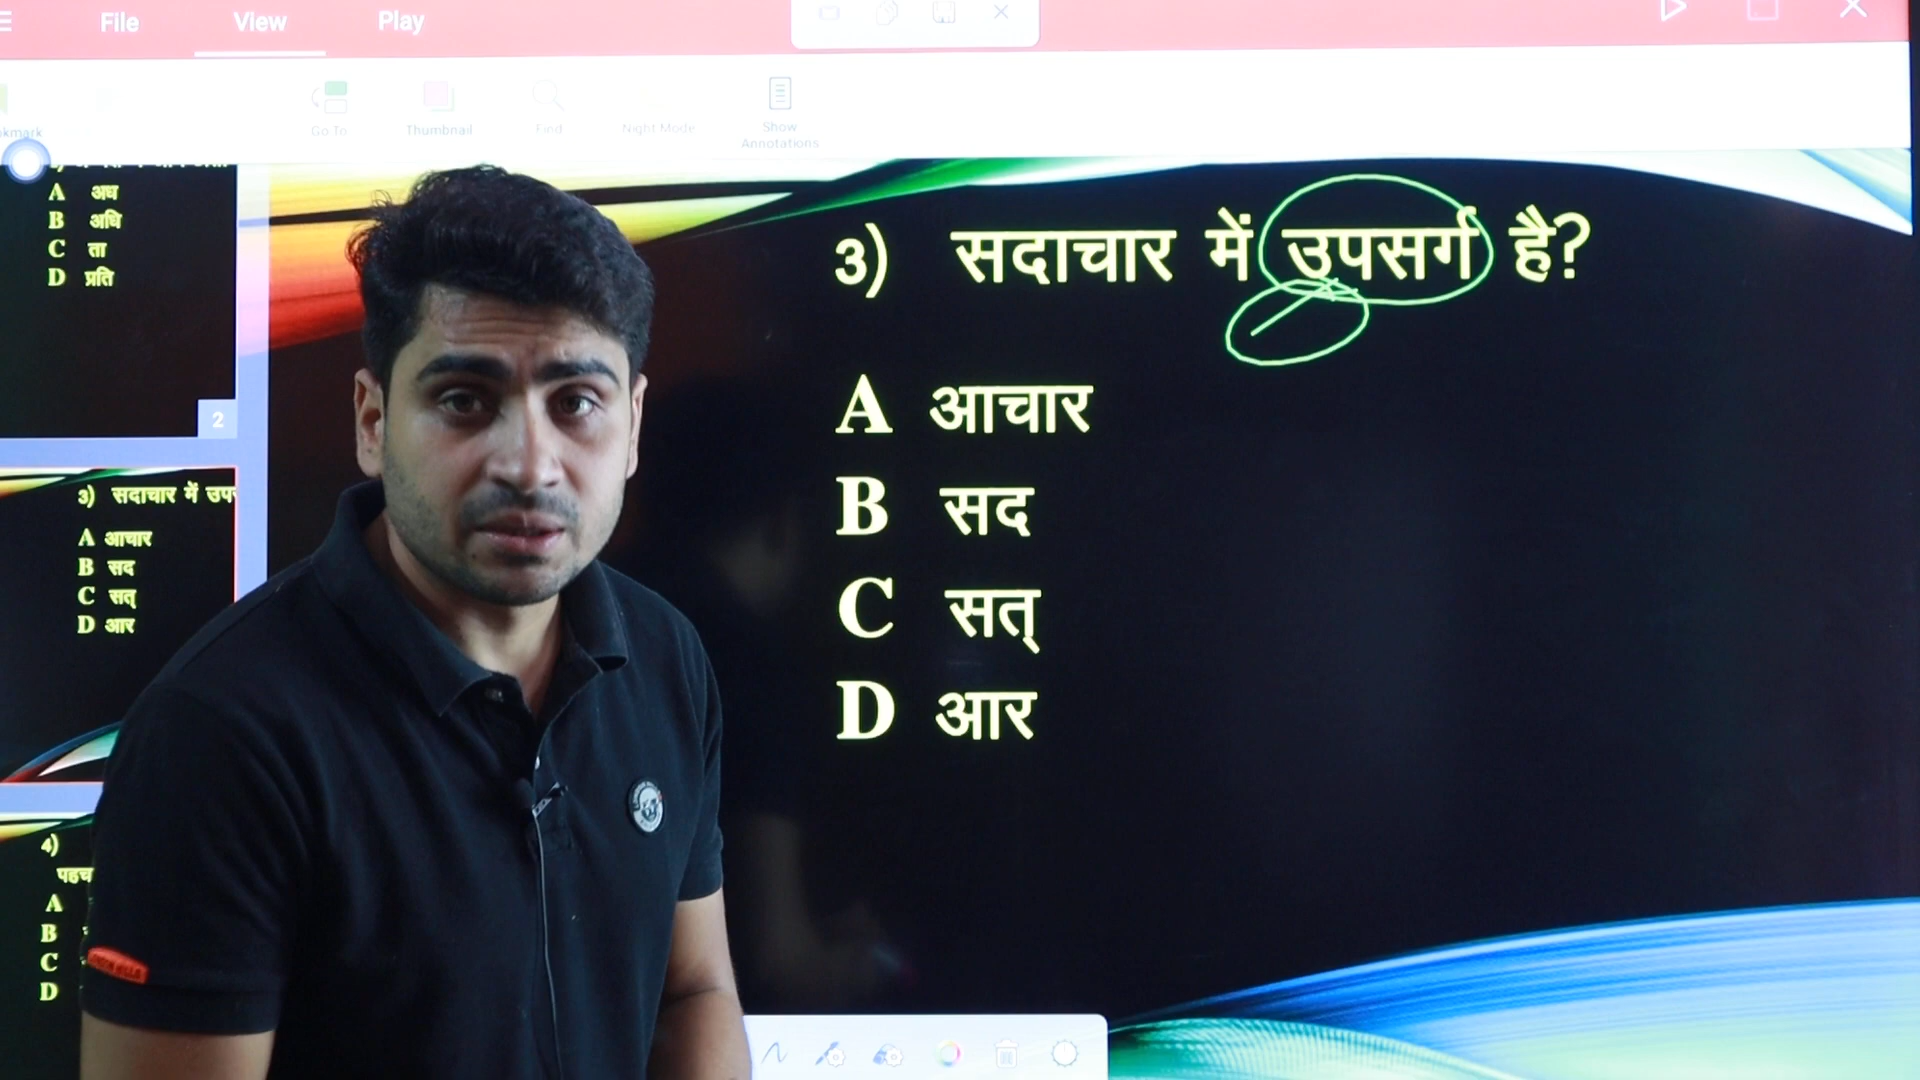 File View Play
Go To Thumbnail Find Night Mode Show Annotations
A अध
B अधि
C ता
D प्रति
2
3) सदाचार में उप
A आचार
B सद
C सत्
D आर
4)
पहच
A
B
C
D
3) सदाचार में उपसर्ग है?
A आचार
B सद
C सत्
D आर